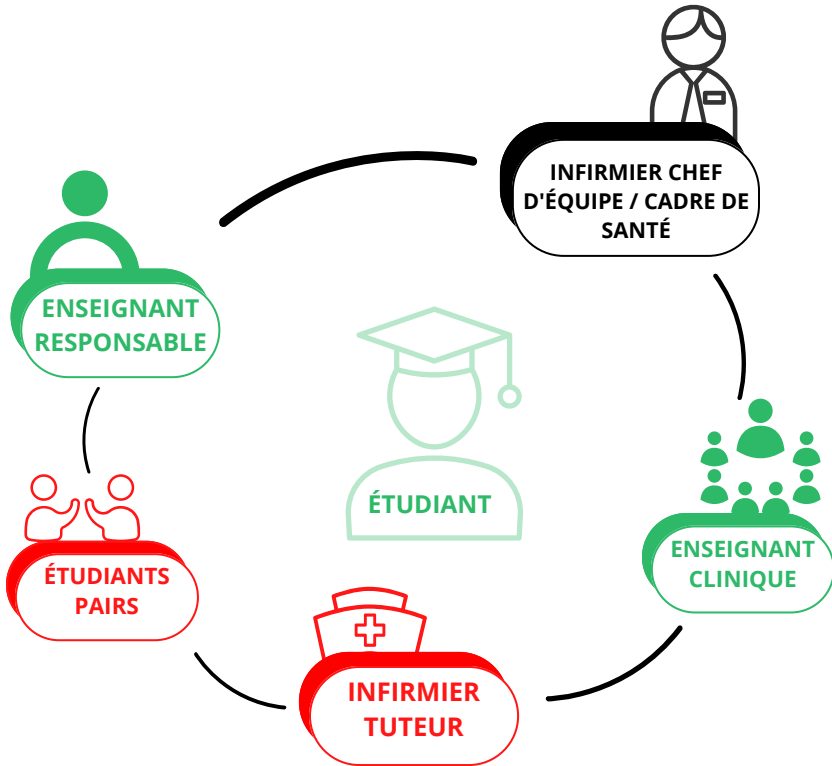 INFIRMIER CHEF
D'ÉQUIPE / CADRE DE
SANTÉ
ENSEIGNANT
RESPONSABLE
ÉTUDIANT
ENSEIGNANT
CLINIQUE
ÉTUDIANTS
PAIRS
INFIRMIER
TUTEUR